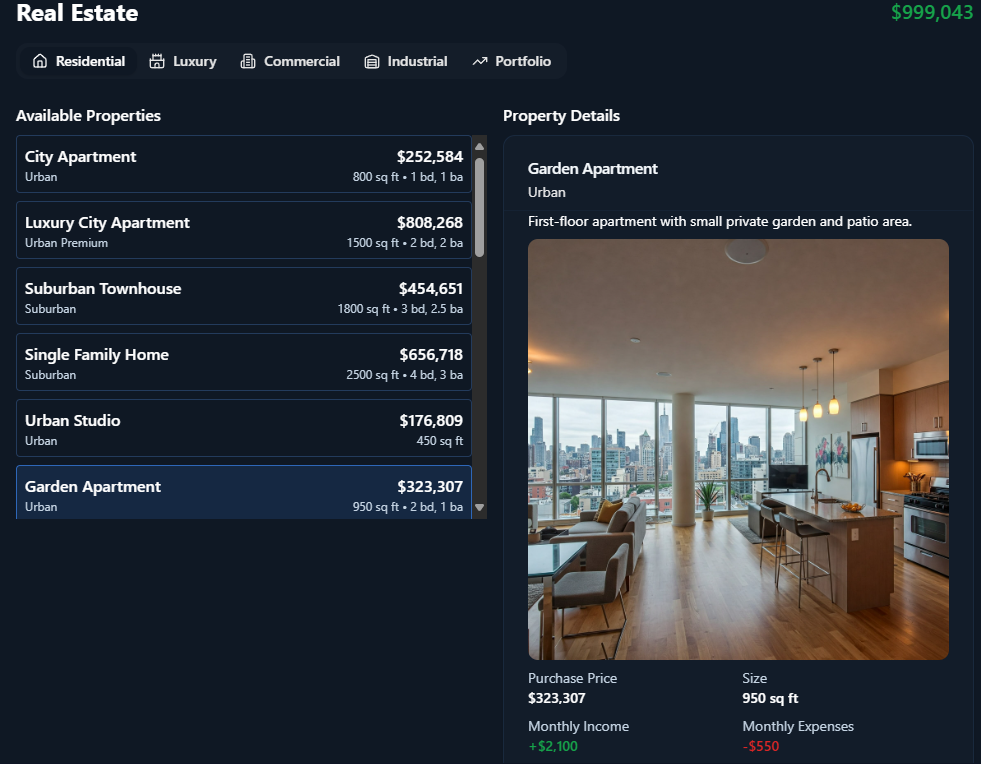 Real Estate
$999,043
Residential
Luxury
Commercial
Industrial
Portfolio
Available Properties
City Apartment
$252,584
Urban
800 sq ft • 1 bd, 1 ba
Luxury City Apartment
$808,268
Urban Premium
1500 sq ft • 2 bd, 2 ba
Suburban Townhouse
$454,651
Suburban
1800 sq ft • 3 bd, 2.5 ba
Single Family Home
$656,718
Suburban
2500 sq ft • 4 bd, 3 ba
Urban Studio
$176,809
Urban
450 sq ft
Garden Apartment
$323,307
Urban
950 sq ft • 2 bd, 1 ba
Property Details
Garden Apartment
Urban
First-floor apartment with small private garden and patio area.
Purchase Price
$323,307
Size
950 sq ft
Monthly Income
+$2,100
Monthly Expenses
-$550